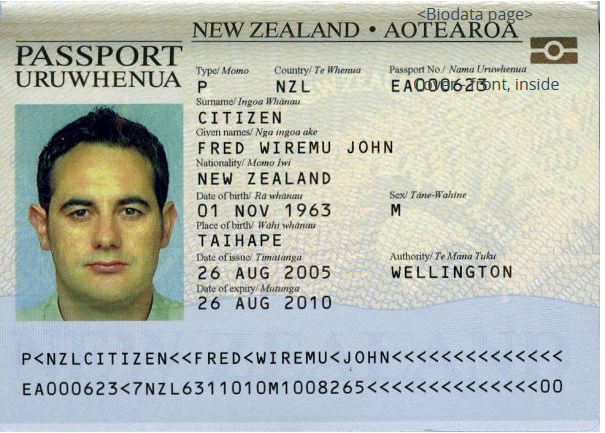 <Biodata page>
NEW ZEALAND • AOTEAROA
PASSPORT
URUWHENUA
Type/ Momo Country/ Te Whenua Passport No./ Nama Uruwhenua
P NZL EA000623
Cover - front, inside
Surname/ Ingoa Whānau
CITIZEN
Given names/ Nga ingoa ake
FRED WIREMU JOHN
Nationality/ Momo Iwi
NEW ZEALAND
Date of birth/ Rā whānau Sex/ Tāne-Wahine
01 NOV 1963 M
Place of birth/ Wāhi whānau
TAIHAPE
Date of issue/ Timatanga Authority/ Te Mana Tuku
26 AUG 2005 WELLINGTON
Date of expiry/ Mutunga
26 AUG 2010
P<NZLCITIZEN<<FRED<WIREMU<JOHN<<<<<<<<<<<<<<
EA000623<7NZL6311010M1008265<<<<<<<<<<<<<<00